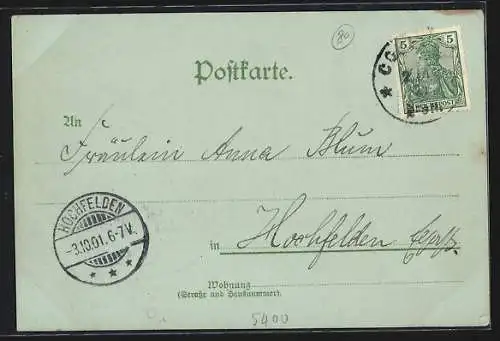 80
5 5
REICHSPOST
Postkarte.
An
Fräulein Anna Blum
HOCHFELDEN
-3.10.01.6-7V.
in Hochfelden
Wohnung
(Straße und Hausnummer).
5400